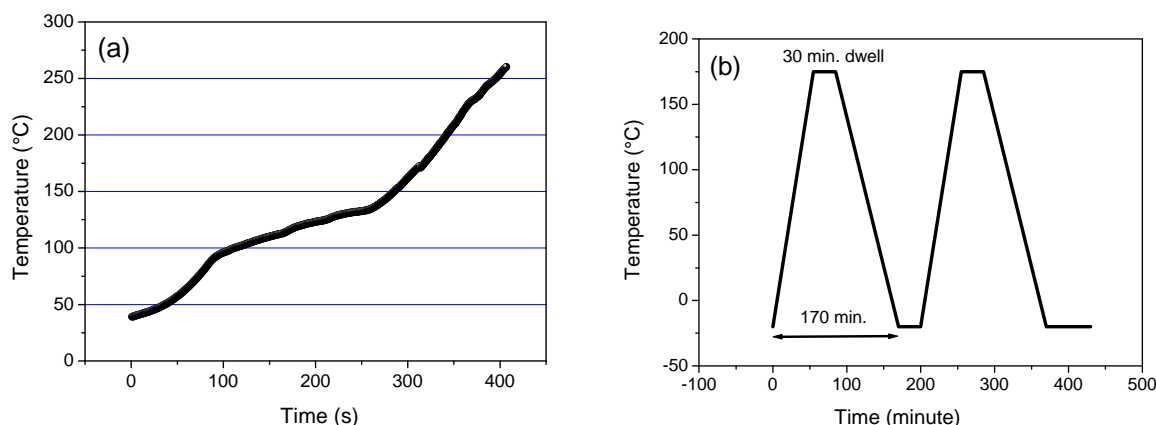 (a)
300
250
200
150
100
50
0
Temperature (°C)
0 100 200 300 400
Time (s)
(b)
200
150
100
50
0
-50
Temperature (°C)
30 min. dwell
170 min.
-100 0 100 200 300 400 500
Time (minute)